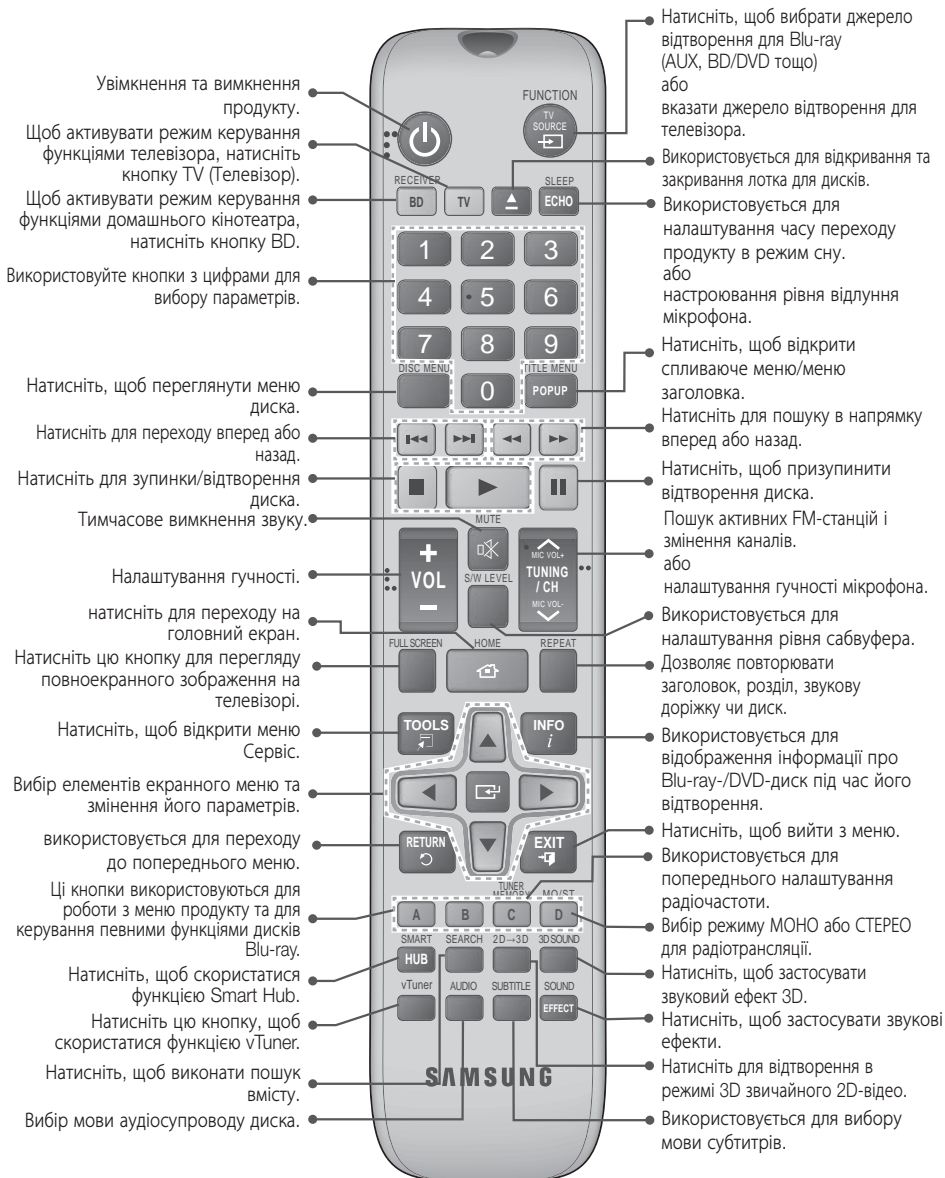 Увімкнення та вимкнення
продукту.
Щоб активувати режим керування
функціями телевізора, натисніть
кнопку TV (Телевізор).
Щоб активувати режим керування
функціями домашнього кінотеатра,
натисніть кнопку BD.
Використовуйте кнопки з цифрами для
вибору параметрів.
Натисніть, щоб переглянути меню
диска.
Натисніть для переходу вперед або
назад.
Натисніть для зупинки/відтворення
диска.
Тимчасове вимкнення звуку.
Налаштування гучності.
натисніть для переходу на
головний екран.
Натисніть цю кнопку для перегляду
повноекранного зображення на
телевізорі.
Натисніть, щоб відкрити меню
Сервіс.
Вибір елементів екранного меню та
змінення його параметрів.
використовується для переходу
до попереднього меню.
Ці кнопки використовуються для
роботи з меню продукту та для
керування певними функціями дисків
Blu-ray.
Натисніть, щоб скористатися
функцією Smart Hub.
Натисніть цю кнопку, щоб
скористатися функцією vTuner.
Натисніть, щоб виконати пошук
вмісту.
Вибір мови аудіосупроводу диска.
FUNCTION
TV
SOURCE
RECEIVER
SLEEP
BD
TV
ECHO
1 2 3
4 5 6
7 8 9
DISC MENU
TITLE MENU
0
POPUP
MUTE
+
VOL
−
S/W LEVEL
MIC VOL+
TUNING
/ CH
MIC VOL-
FULL SCREEN
HOME
REPEAT
TOOLS
INFO
i
RETURN
EXIT
TUNER
MEMORY
MO/ST
A B C D
SMART
SEARCH
2D→3D
3D SOUND
HUB
vTuner
AUDIO
SUBTITLE
SOUND
EFFECT
SAMSUNG
Натисніть, щоб вибрати джерело
відтворення для Blu-ray
(AUX, BD/DVD тощо)
або
вказати джерело відтворення для
телевізора.
Використовується для відкривання та
закривання лотка для дисків.
Використовується для
налаштування часу переходу
продукту в режим сну.
або
настроювання рівня відлуння
мікрофона.
Натисніть, щоб відкрити
спливаюче меню/меню
заголовка.
Натисніть для пошуку в напрямку
вперед або назад.
Натисніть, щоб призупинити
відтворення диска.
Пошук активних FM-станцій і
змінення каналів.
або
налаштування гучності мікрофона.
Використовується для
налаштування рівня сабвуфера.
Дозволяє повторювати
заголовок, розділ, звукову
доріжку чи диск.
Використовується для
відображення інформації про
Blu-ray-/DVD-диск під час його
відтворення.
Натисніть, щоб вийти з меню.
Використовується для
попереднього налаштування
радіочастоти.
Вибір режиму МОНО або СТЕРЕО
для радіотрансляції.
Натисніть, щоб застосувати
звуковий ефект 3D.
Натисніть, щоб застосувати звукові
ефекти.
Натисніть для відтворення в
режимі 3D звичайного 2D-відео.
Використовується для вибору
мови субтитрів.